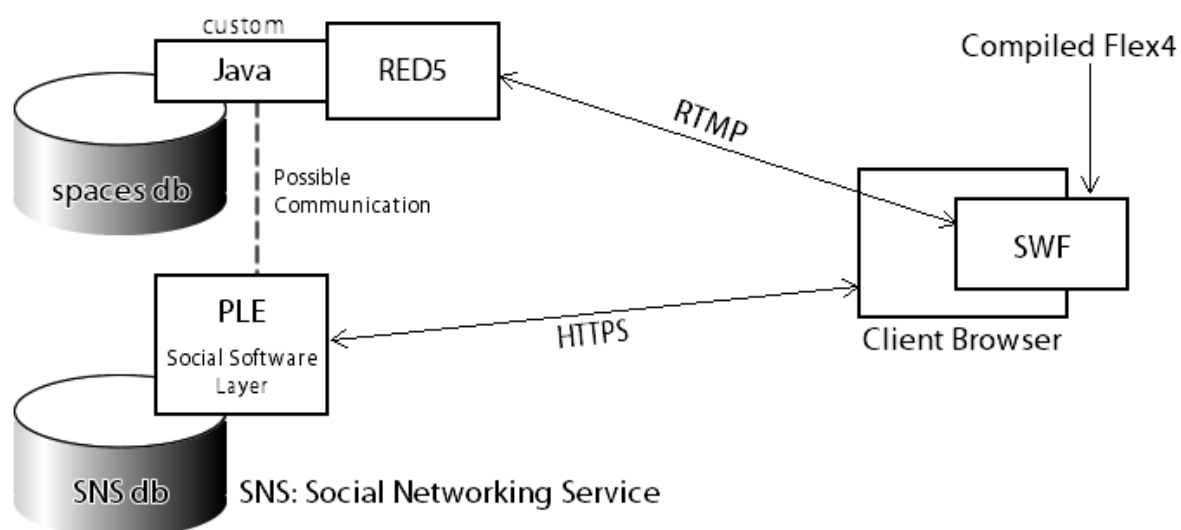 custom
Java
RED5
Compiled Flex4
RTMP
spaces db
Possible
Communication
SWF
PLE
Social Software
Layer
HTTPS
Client Browser
SNS db
SNS: Social Networking Service